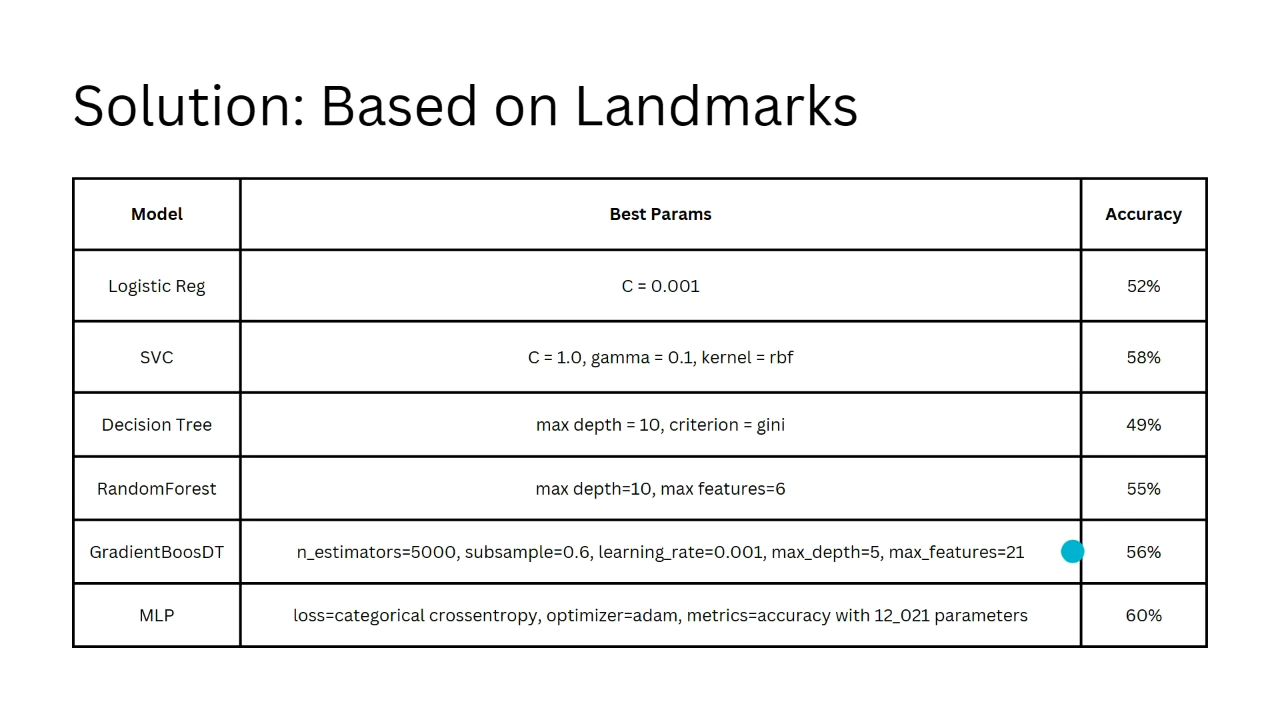 Solution: Based on Landmarks
Model Best Params Accuracy
Logistic Reg C = 0.001 52%
SVC C = 1.0, gamma = 0.1, kernel = rbf 58%
Decision Tree max depth = 10, criterion = gini 49%
RandomForest max depth=10, max features=6 55%
GradientBoosDT n_estimators=5000, subsample=0.6, learning_rate=0.001, max_depth=5, max_features=21 56%
MLP loss=categorical crossentropy, optimizer=adam, metrics=accuracy with 12_021 parameters 60%